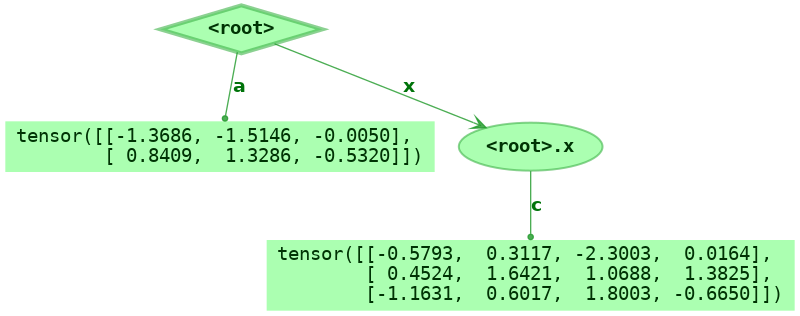 <root>
a
x
tensor([[-1.3686, -1.5146, -0.0050],
        [ 0.8409,  1.3286, -0.5320]])
<root>.x
c
tensor([[-0.5793,  0.3117, -2.3003,  0.0164],
        [ 0.4524,  1.6421,  1.0688,  1.3825],
        [-1.1631,  0.6017,  1.8003, -0.6650]])